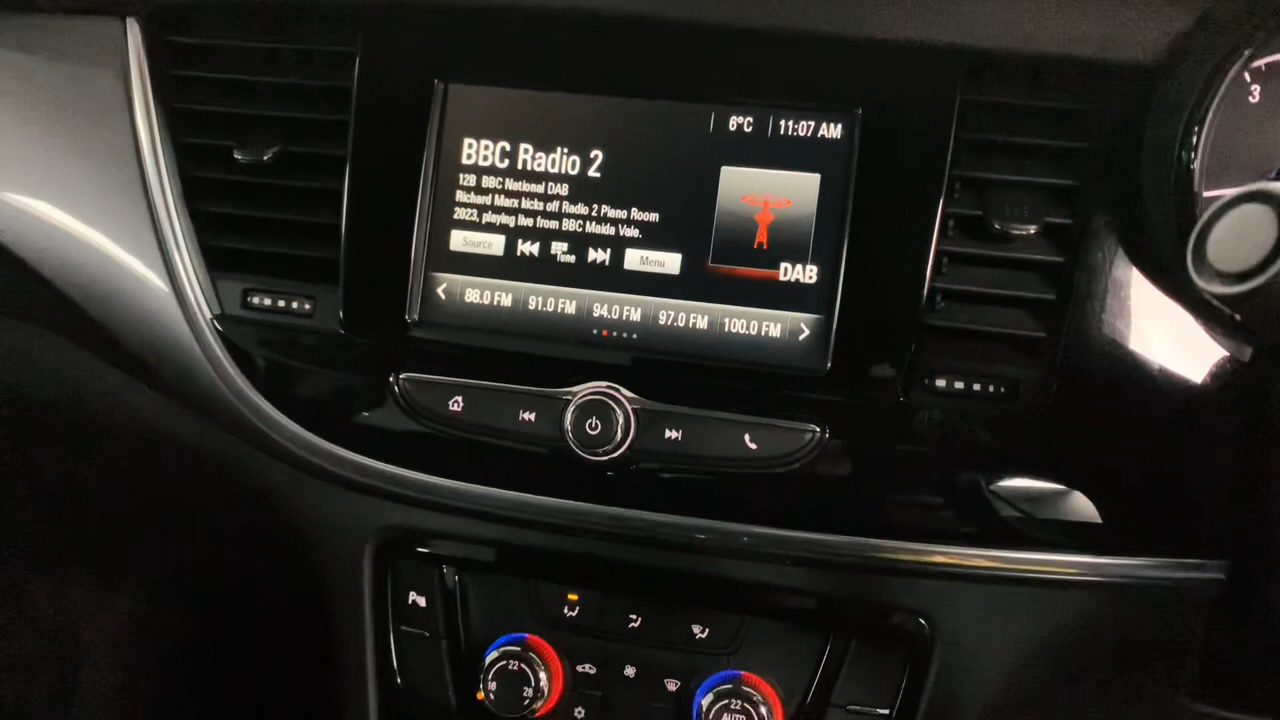 6°C 11:07 AM
3
BBC Radio 2
12B BBC National DAB
Richard Marx kicks off Radio 2 Piano Room
2023, playing live from BBC Maida Vale.
Source Tune Menu
DAB
88.0 FM 91.0 FM 94.0 FM 97.0 FM 100.0 FM
22
16 28
22
AUTO